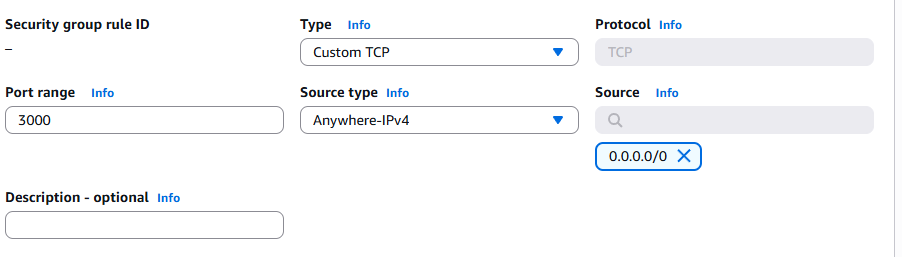 Security group rule ID
–
Type Info
Custom TCP
Protocol Info
TCP
Port range Info
3000
Source type Info
Anywhere-IPv4
Source Info
0.0.0.0/0
Description - optional Info